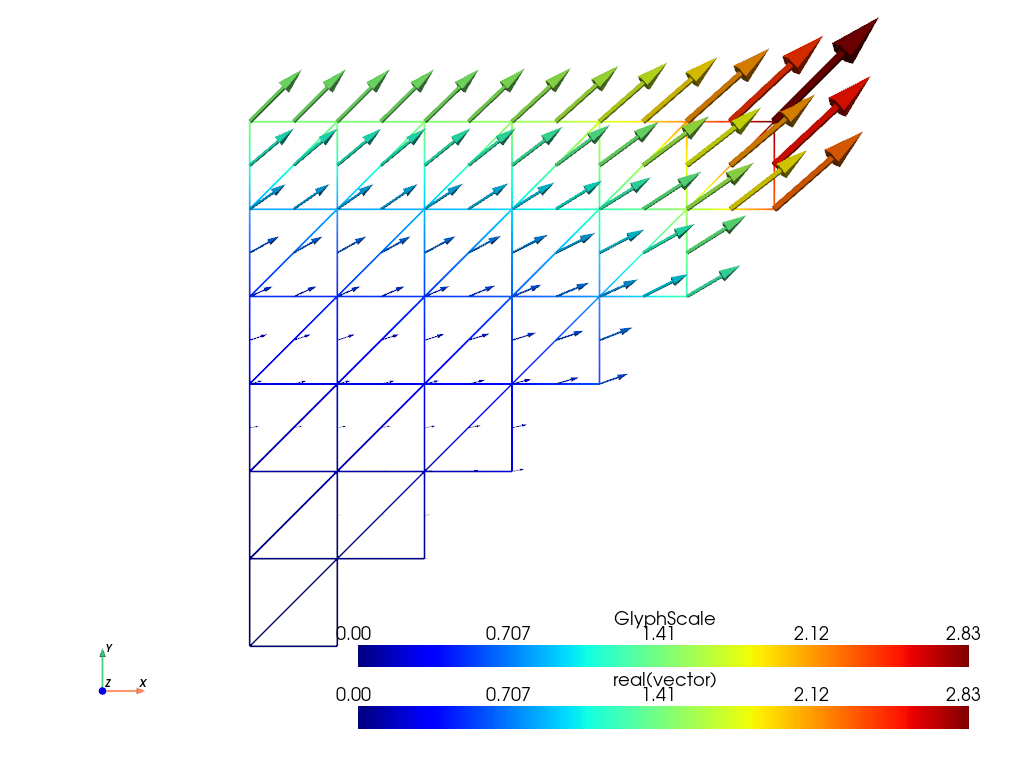 GlyphScale
0.00 0.707 1.41 2.12 2.83
real(vector)
0.00 0.707 1.41 2.12 2.83
Y
Z X